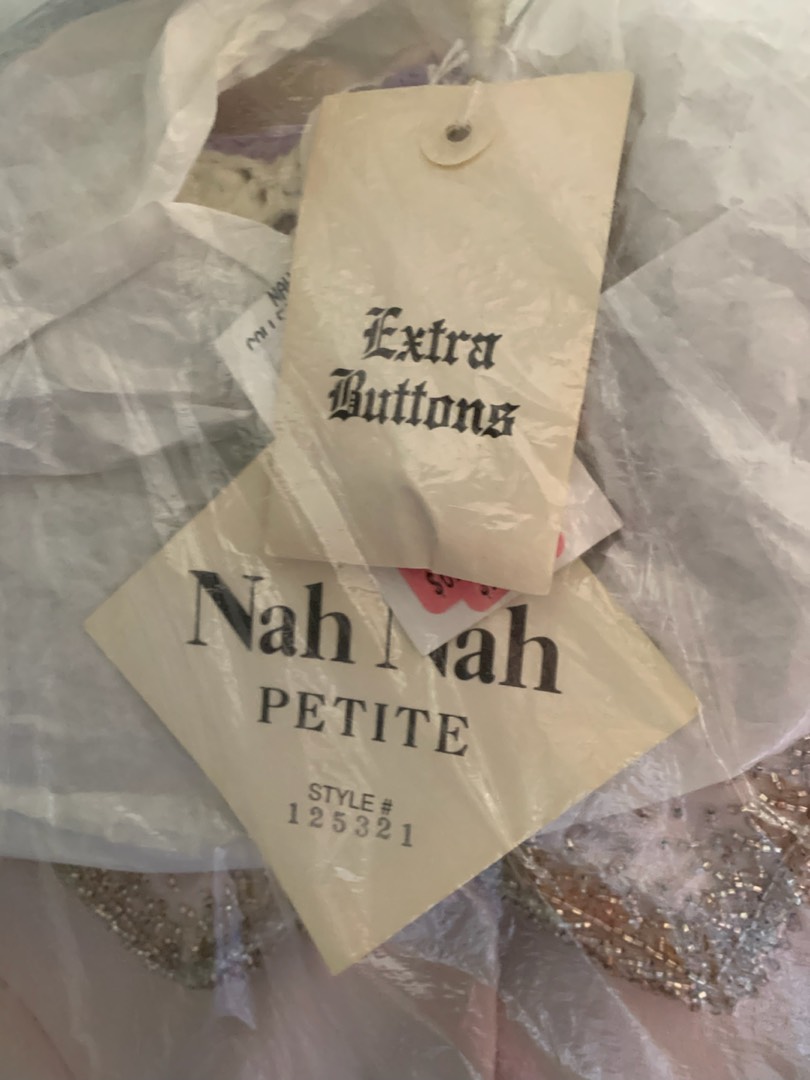 Extra
Buttons
Nah Nah
PETITE
STYLE #
125321